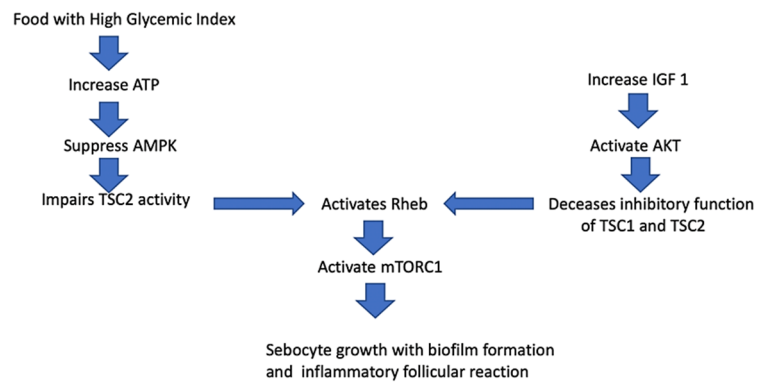 Food with High Glycemic Index
Increase ATP
Suppress AMPK
Impairs TSC2 activity
Increase IGF 1
Activate AKT
Deceases inhibitory function
of TSC1 and TSC2
Activates Rheb
Activate mTORC1
Sebocyte growth with biofilm formation
and inflammatory follicular reaction